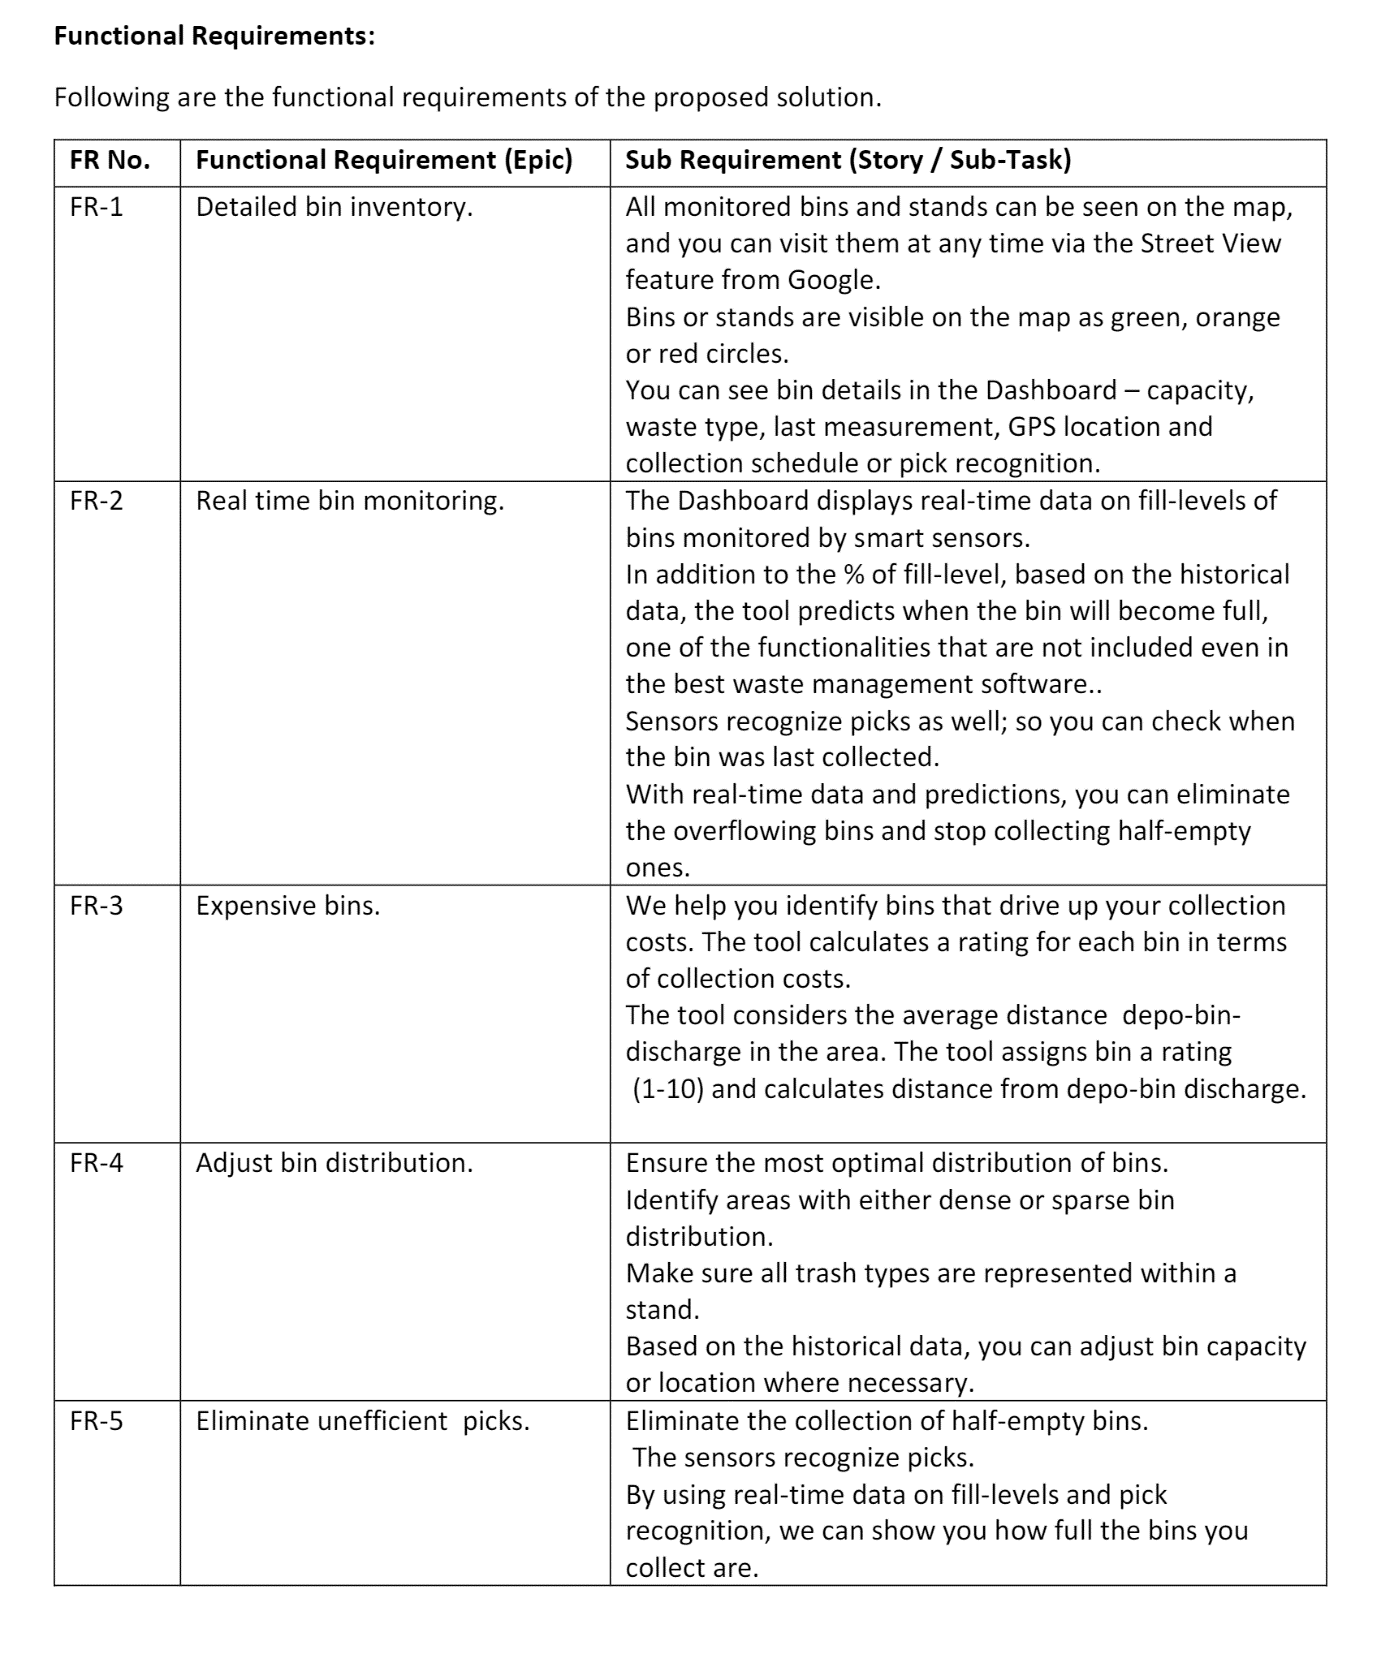 Functional Requirements:
Following are the functional requirements of the proposed solution.
FR No. Functional Requirement (Epic) Sub Requirement (Story / Sub-Task)
FR-1 Detailed bin inventory. All monitored bins and stands can be seen on the map,
and you can visit them at any time via the Street View
feature from Google.
Bins or stands are visible on the map as green, orange
or red circles.
You can see bin details in the Dashboard – capacity,
waste type, last measurement, GPS location and
collection schedule or pick recognition.
FR-2 Real time bin monitoring. The Dashboard displays real-time data on fill-levels of
bins monitored by smart sensors.
In addition to the % of fill-level, based on the historical
data, the tool predicts when the bin will become full,
one of the functionalities that are not included even in
the best waste management software..
Sensors recognize picks as well; so you can check when
the bin was last collected.
With real-time data and predictions, you can eliminate
the overflowing bins and stop collecting half-empty
ones.
FR-3 Expensive bins. We help you identify bins that drive up your collection
costs. The tool calculates a rating for each bin in terms
of collection costs.
The tool considers the average distance depo-bin-
discharge in the area. The tool assigns bin a rating
(1-10) and calculates distance from depo-bin discharge.
FR-4 Adjust bin distribution. Ensure the most optimal distribution of bins.
Identify areas with either dense or sparse bin
distribution.
Make sure all trash types are represented within a
stand.
Based on the historical data, you can adjust bin capacity
or location where necessary.
FR-5 Eliminate unefficient picks. Eliminate the collection of half-empty bins.
The sensors recognize picks.
By using real-time data on fill-levels and pick
recognition, we can show you how full the bins you
collect are.